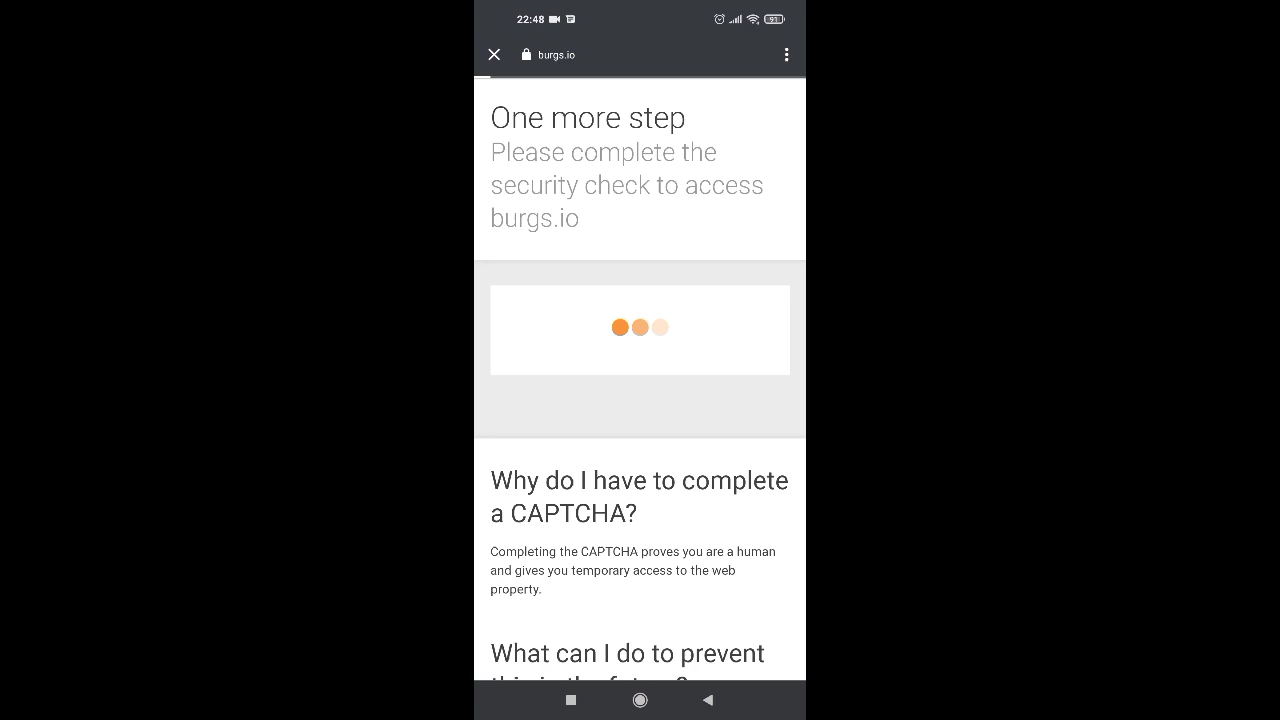 22:48
91
burgs.io
One more step
Please complete the
security check to access
burgs.io
Why do I have to complete
a CAPTCHA?
Completing the CAPTCHA proves you are a human
and gives you temporary access to the web
property.
What can I do to prevent